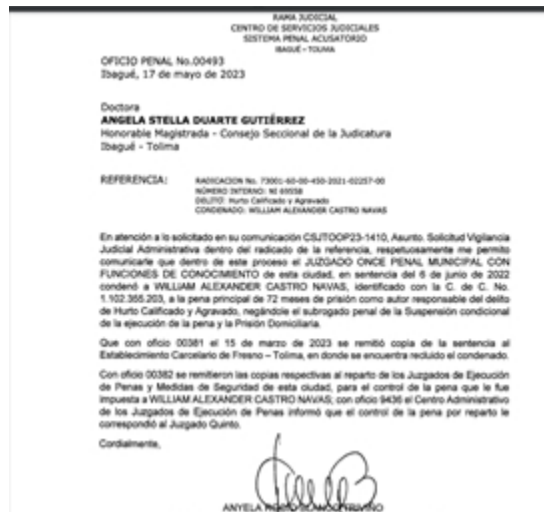 RAMA JUDICIAL
CENTRO DE SERVICIOS JUDICIALES
SISTEMA PENAL ACUSATORIO
IBAGUÉ – TOLIMA
OFICIO PENAL No.00493
Ibagué, 17 de mayo de 2023
Doctora
ANGELA STELLA DUARTE GUTIÉRREZ
Honorable Magistrada - Consejo Seccional de la Judicatura
Ibagué - Tolima
REFERENCIA: RADICACION No. 73001-60-00-450-2021-02257-00
NÚMERO INTERNO: NI 69558
DELITO: Hurto Calificado y Agravado
CONDENADO: WILLIAM ALEXANDER CASTRO NAVAS
En atención a lo solicitado en su comunicación CSJTOOP23-1410, Asunto. Solicitud Vigilancia
Judicial Administrativa dentro del radicado de la referencia, respetuosamente me permito
comunicarle que dentro de este proceso el JUZGADO ONCE PENAL MUNICIPAL CON
FUNCIONES DE CONOCIMIENTO de esta ciudad, en sentencia del 6 de junio de 2022
condenó a WILLIAM ALEXANDER CASTRO NAVAS, identificado con la C. de C. No.
1.102.355.203, a la pena principal de 72 meses de prisión como autor responsable del delito
de Hurto Calificado y Agravado, negándole el subrogado penal de la Suspensión condicional
de la ejecución de la pena y la Prisión Domiciliaria.
Que con oficio 00381 el 15 de marzo de 2023 se remitió copia de la sentencia al
Establecimiento Carcelario de Fresno – Tolima, en donde se encuentra recluido el condenado.
Con oficio 00382 se remitieron las copias respectivas al reparto de los Juzgados de Ejecución
de Penas y Medidas de Seguridad de esta ciudad, para el control de la pena que le fue
impuesta a WILLIAM ALEXANDER CASTRO NAVAS; con oficio 9436 el Centro Administrativo
de los Juzgados de Ejecución de Penas informó que el control de la pena por reparto le
correspondió al Juzgado Quinto.
Cordialmente,
ANYELA